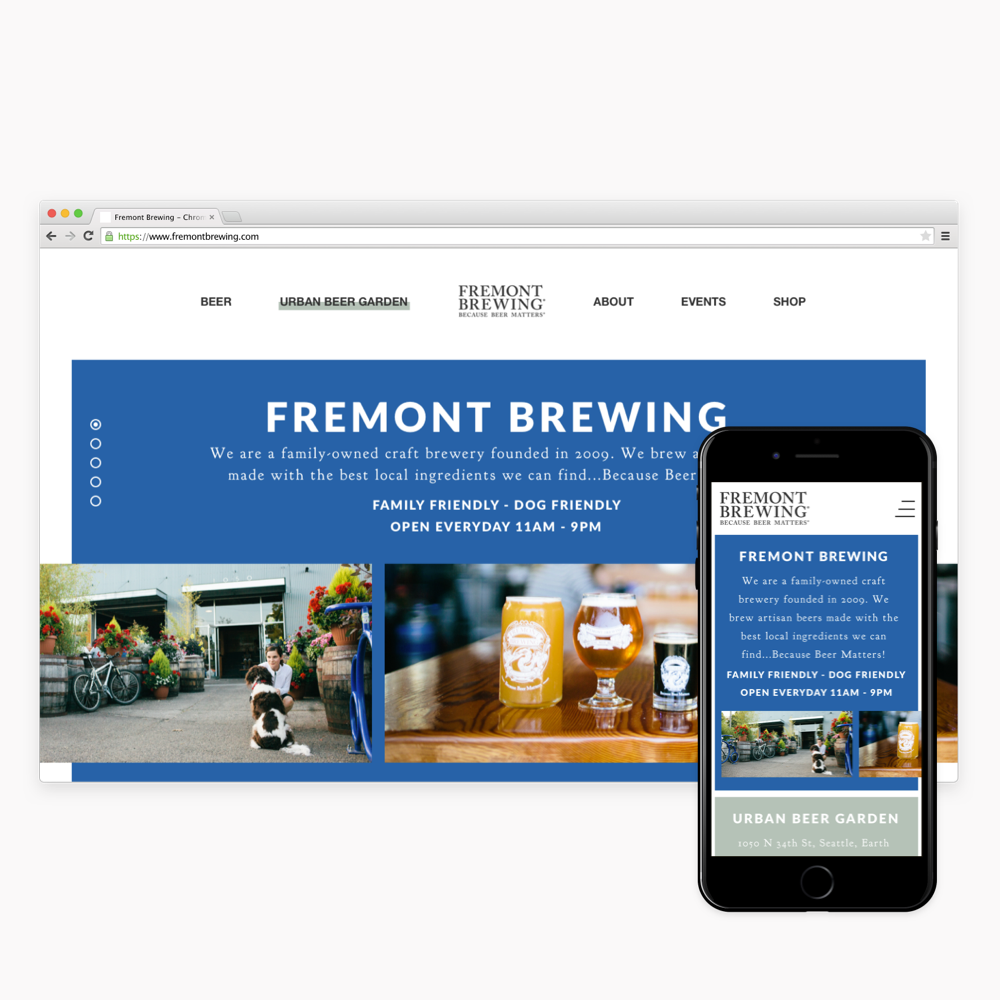 Fremont Brewing – Chrom
https://www.fremontbrewing.com
BEER
URBAN BEER GARDEN
FREMONT
BREWING
BECAUSE BEER MATTERS
ABOUT
EVENTS
SHOP
FREMONT BREWING
We are a family-owned craft brewery founded in 2009. We brew a
made with the best local ingredients we can find...Because Beer
FAMILY FRIENDLY - DOG FRIENDLY
OPEN EVERYDAY 11AM - 9PM
1050
FREMONT
BREWING
BECAUSE BEER MATTERS
FREMONT BREWING
We are a family-owned craft
brewery founded in 2009. We
brew artisan beers made with the
best local ingredients we can
find...Because Beer Matters!
FAMILY FRIENDLY - DOG FRIENDLY
OPEN EVERYDAY 11AM - 9PM
URBAN BEER GARDEN
1050 N 34th St, Seattle, Earth